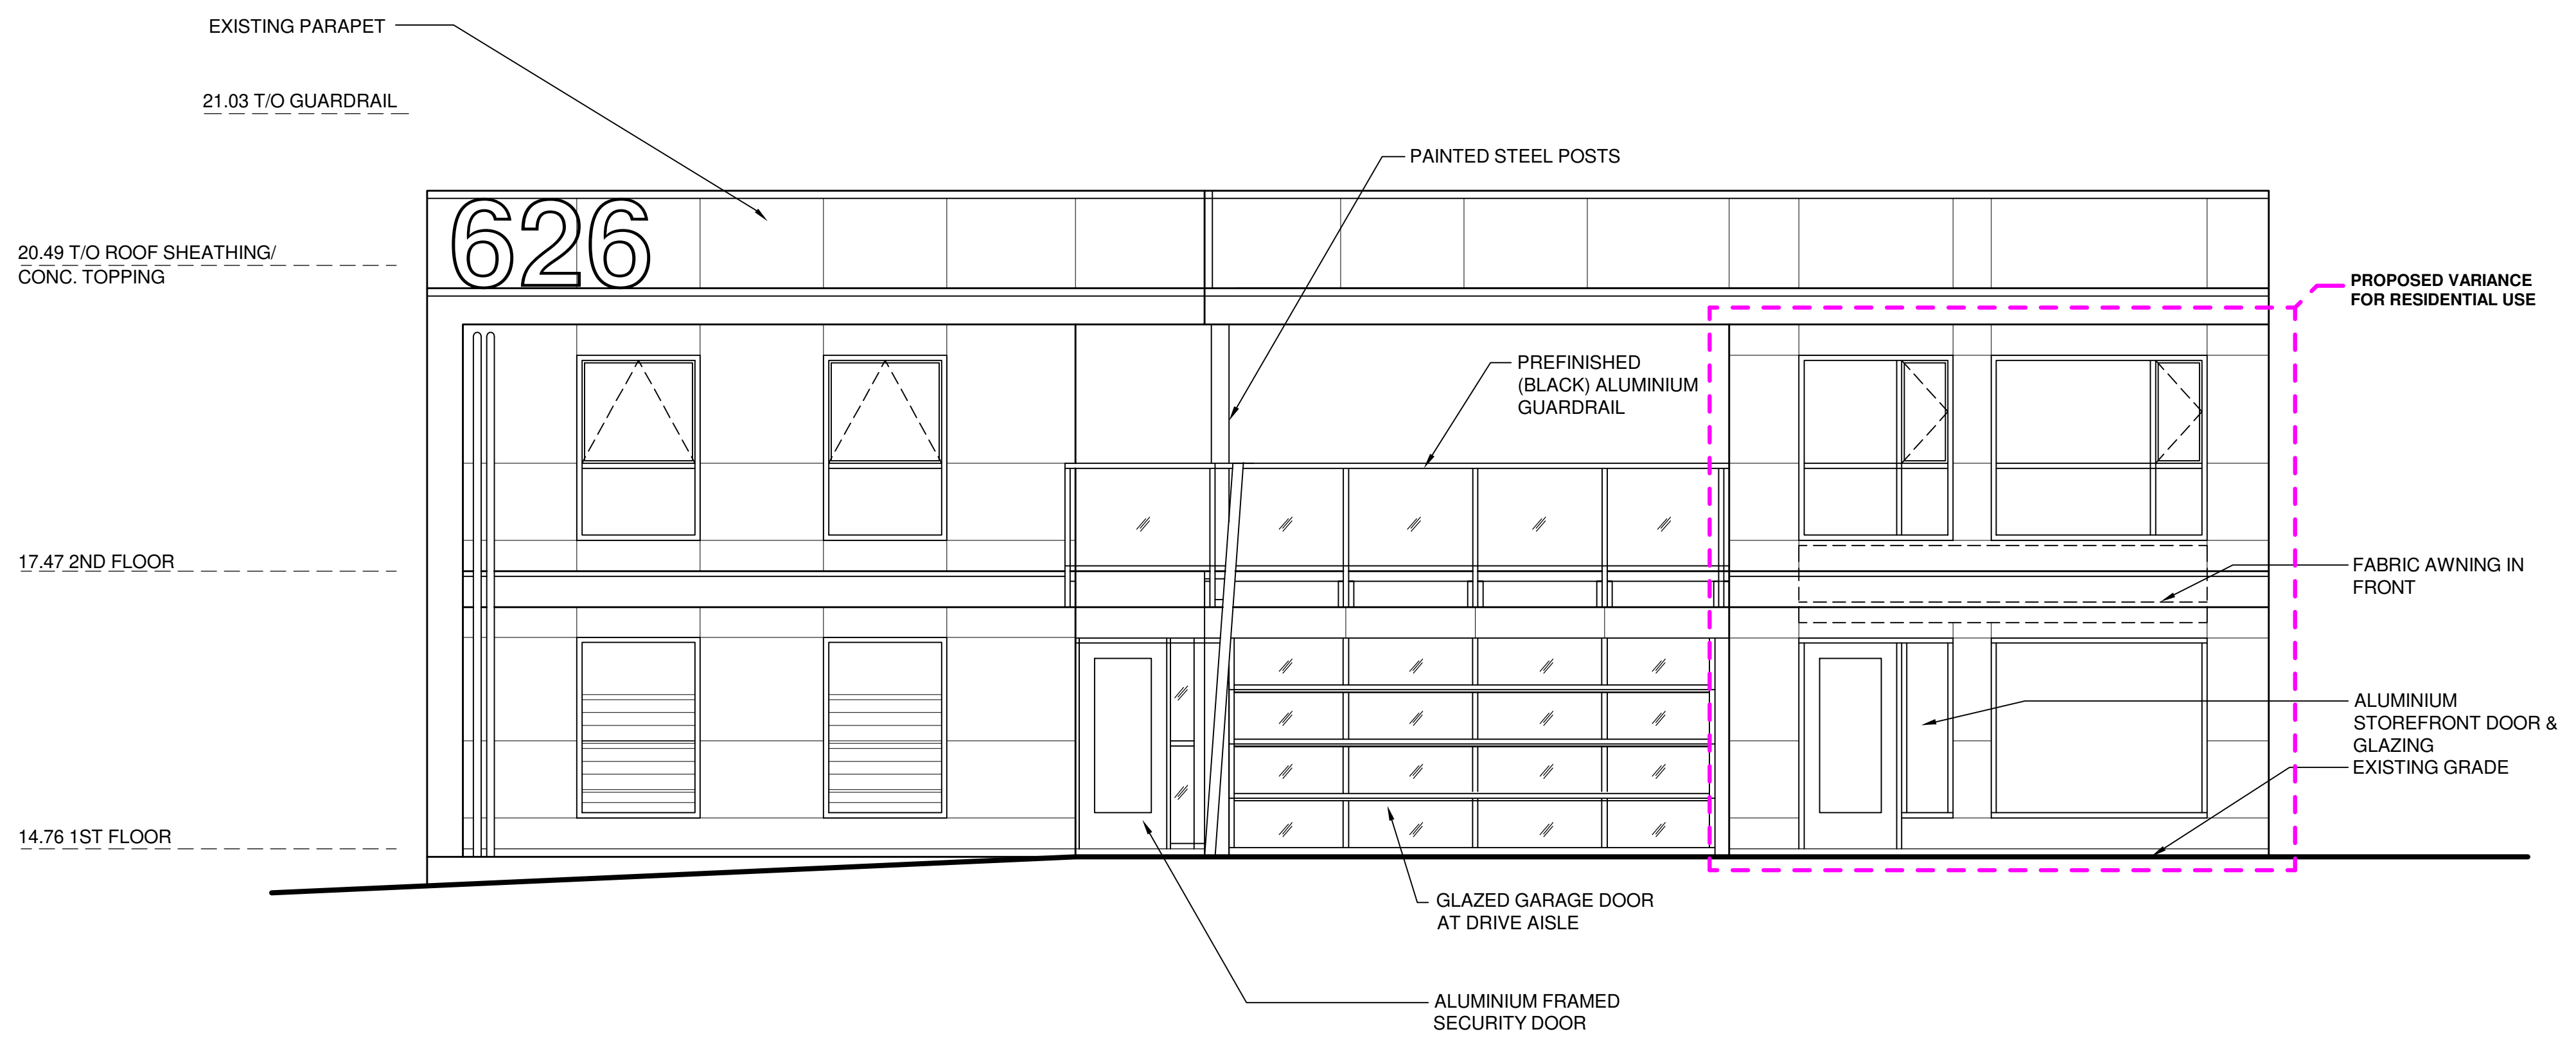 EXISTING PARAPET
21.03 T/O GUARDRAIL
PAINTED STEEL POSTS
626
20.49 T/O ROOF SHEATHING/
CONC. TOPPING
PROPOSED VARIANCE
FOR RESIDENTIAL USE
PREFINISHED
(BLACK) ALUMINIUM
GUARDRAIL
17.47 2ND FLOOR
FABRIC AWNING IN
FRONT
ALUMINIUM
STOREFRONT DOOR &
GLAZING
EXISTING GRADE
14.76 1ST FLOOR
GLAZED GARAGE DOOR
AT DRIVE AISLE
ALUMINIUM FRAMED
SECURITY DOOR